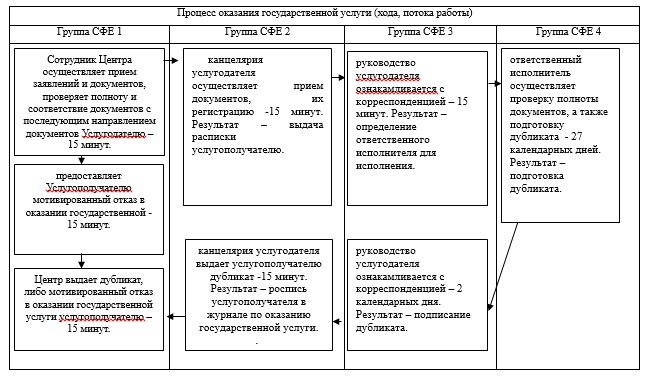 Процесс оказания государственной услуги (хода, потока работы)
Группа СФЕ 1
Группа СФЕ 2
Группа СФЕ 3
Группа СФЕ 4
Сотрудник Центра
осуществляет прием
заявлений и документов,
проверяет полноту и
соответствие документов с
последующим направлением
документов Услугодателю –
15 минут.
канцелярия
услугодателя
осуществляет прием
документов, их
регистрацию -15 минут.
Результат – выдача
расписки
услугополучателю.
руководство
услугодателя
ознакамливается с
корреспонденцией – 15
минут. Результат –
определение
ответственного
исполнителя для
исполнения.
ответственный
исполнитель
осуществляет
проверку полноты
документов, а также
подготовку
дубликата - 27
календарных дней.
Результат –
подготовка
дубликата.
предоставляет
Услугополучателю
мотивированный отказ в
оказании государственной -
15 минут.
Центр выдает дубликат,
либо мотивированный отказ
в оказании государственной
услуги услугополучателю –
15 минут.
канцелярия услугодателя
выдает услугополучателю
дубликат -15 минут.
Результат – роспись
услугополучателя в
журнале по оказанию
государственной услуги.
.
руководство
услугодателя
ознакамливается с
корреспонденцией – 2
календарных дня.
Результат – подписание
дубликата.